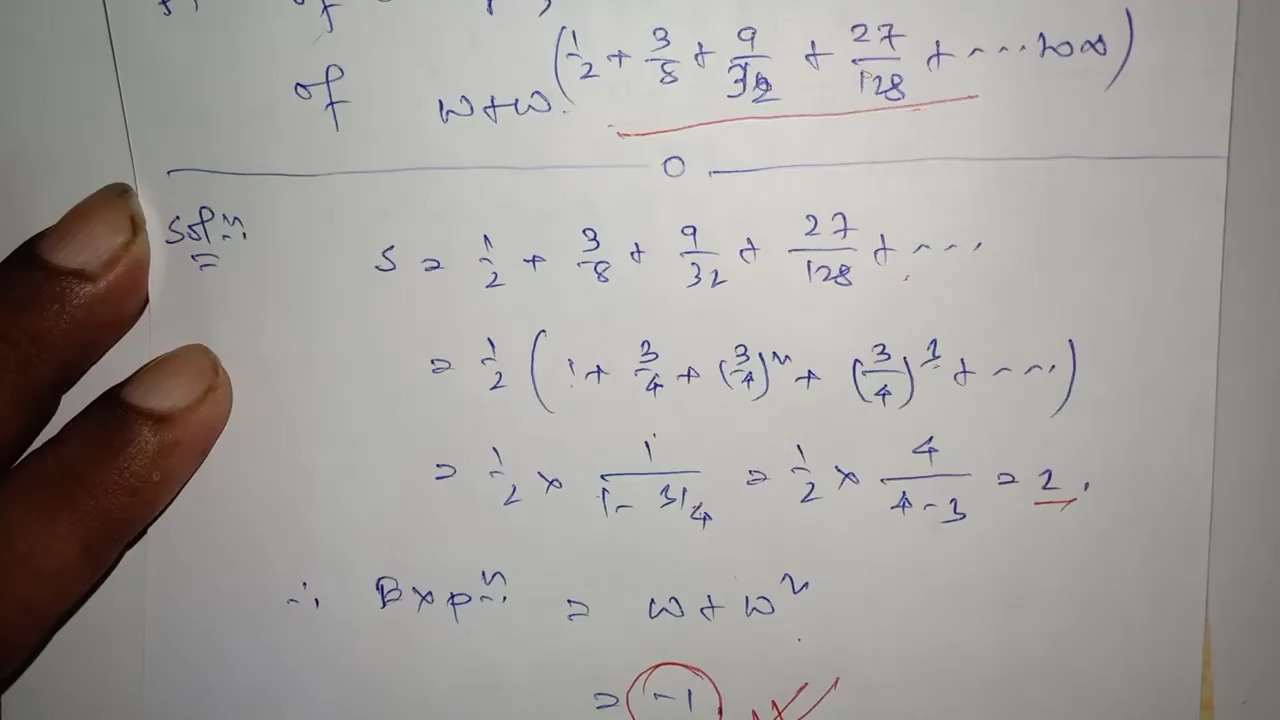 of ω+ω^(1/2 + 3/8 + 9/32 + 27/128 + ... to ∞)
Solⁿ:
S = 1/2 + 3/8 + 9/32 + 27/128 + ...
= 1/2 (1 + 3/4 + (3/4)² + (3/4)³ + ...)
= 1/2 × 1/(1 - 3/4) = 1/2 × 4/(4-3) = 2.
∴ Expⁿ: = ω + ω²
= -1